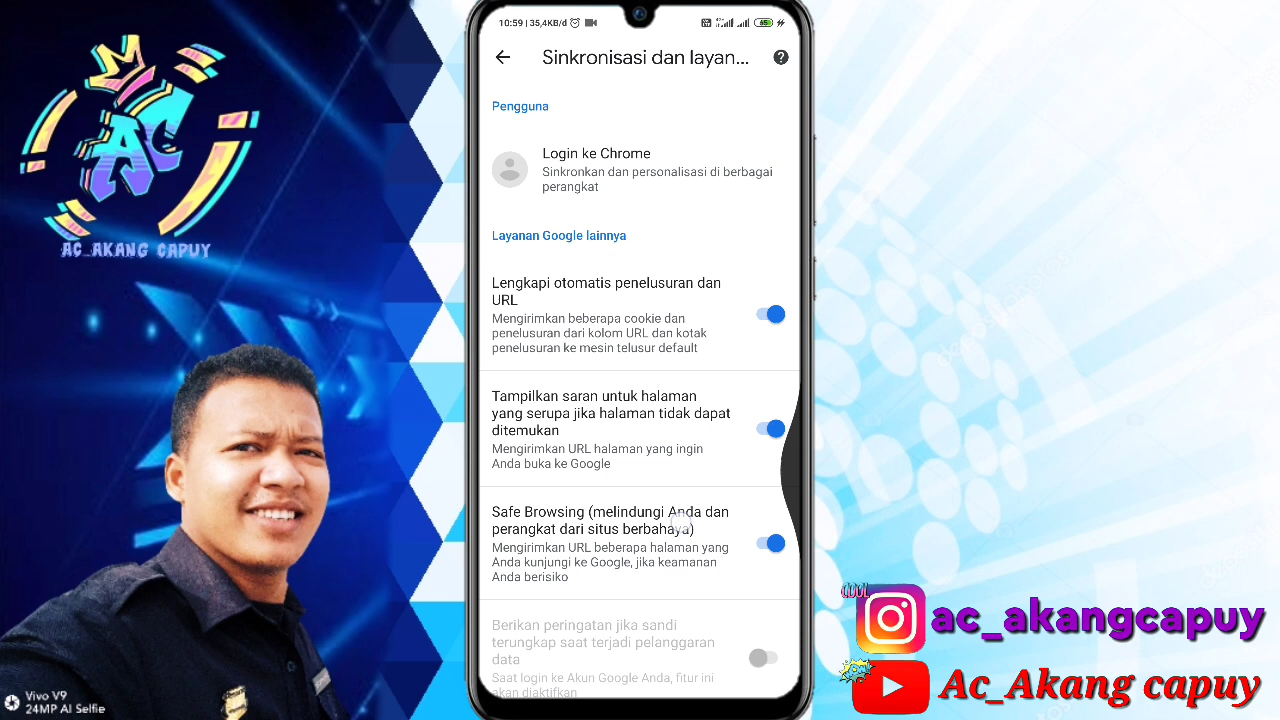 AC
AC_AKANG CAPUY
10:59 | 35,4KB/d
65
Sinkronisasi dan layan...
Pengguna
Login ke Chrome
Sinkronkan dan personalisasi di berbagai
perangkat
Layanan Google lainnya
Lengkapi otomatis penelusuran dan
URL
Mengirimkan beberapa cookie dan
penelusuran dari kolom URL dan kotak
penelusuran ke mesin telusur default
Tampilkan saran untuk halaman
yang serupa jika halaman tidak dapat
ditemukan
Mengirimkan URL halaman yang ingin
Anda buka ke Google
Safe Browsing (melindungi Anda dan
perangkat dari situs berbahaya)
Mengirimkan URL beberapa halaman yang
Anda kunjungi ke Google, jika keamanan
Anda berisiko
Berikan peringatan jika sandi
terungkap saat terjadi pelanggaran
data
Saat login ke Akun Google Anda, fitur ini
akan diaktifkan
COOL
ac_akangcapuy
Ac_Akang capuy
Vivo V9
24MP AI Selfie